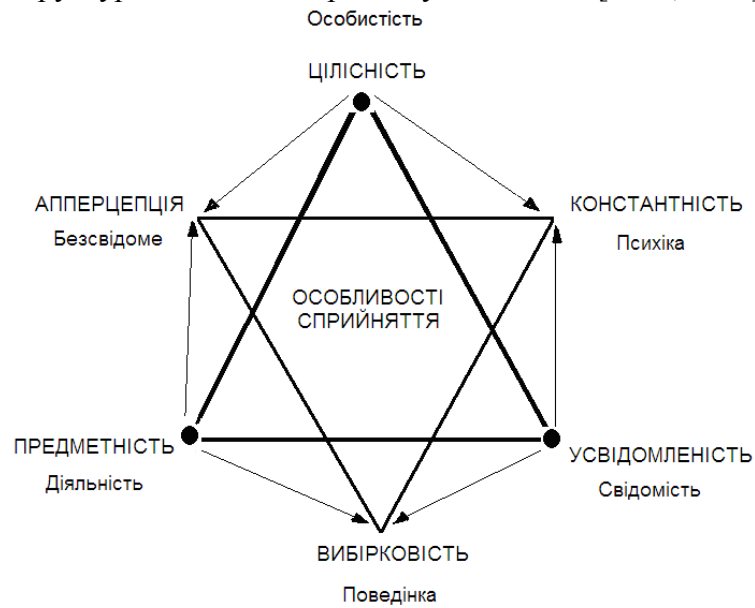 Особистість
ЦІЛІСНІСТЬ
АППЕРЦЕПЦІЯ
КОНСТАНТНІСТЬ
Безсвідоме
Психіка
ОСОБЛИВОСТІ
СПРИЙНЯТТЯ
ПРЕДМЕТНІСТЬ
УСВІДОМЛЕНІСТЬ
Діяльність
Свідомість
ВИБІРКОВІСТЬ
Поведінка